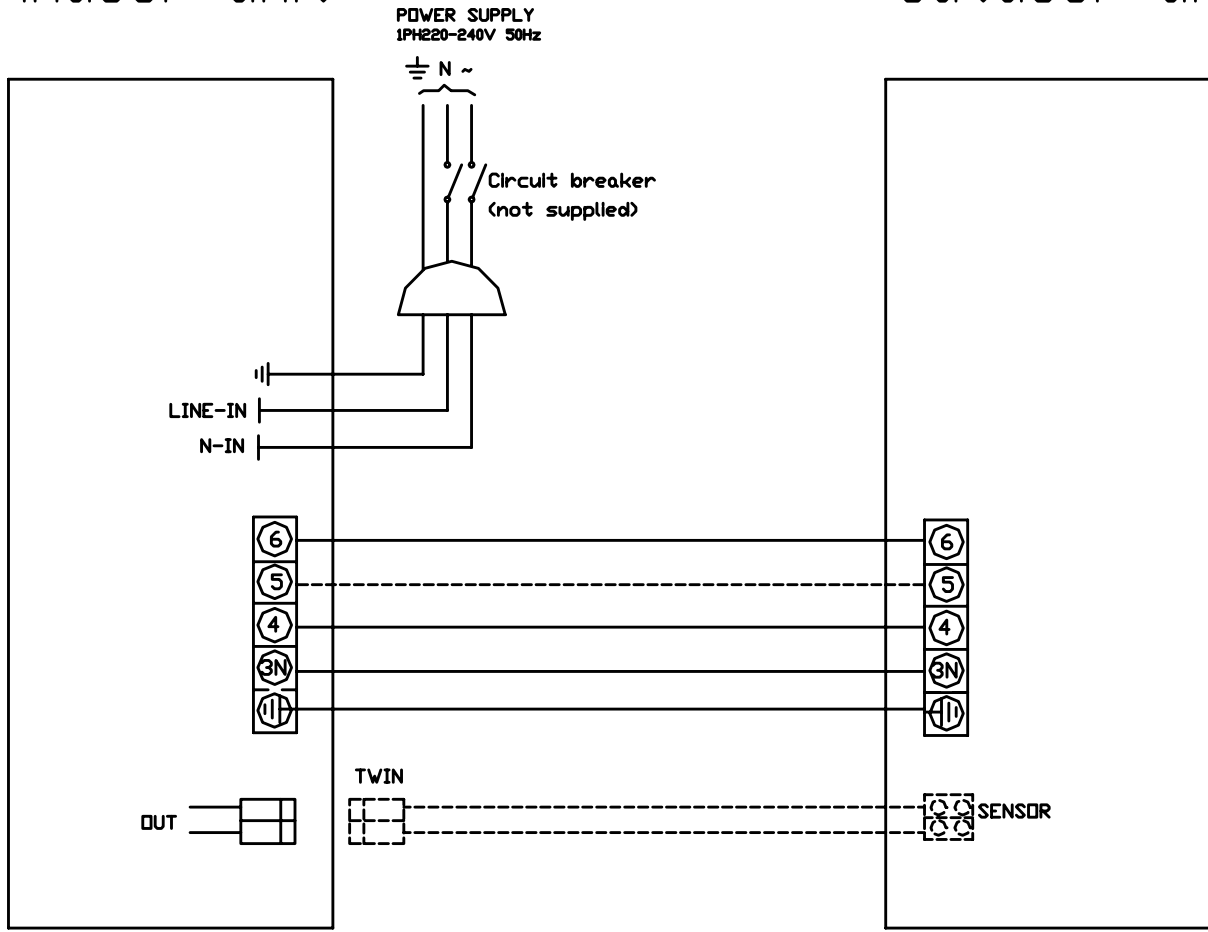 POWER SUPPLY
1PH220-240V 50Hz
N ~
Circuit breaker
(not supplied)
LINE-IN
N-IN
6
6
5
5
4
4
3N
3N
TWIN
OUT
SENSOR